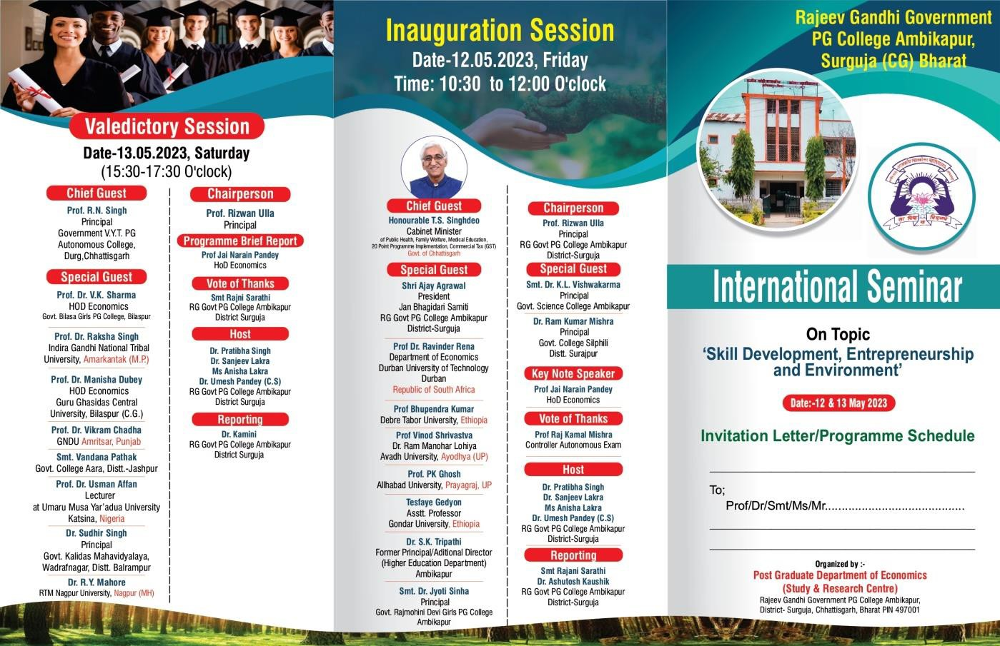 Valedictory Session
Date-13.05.2023, Saturday
(15:30-17:30 O'clock)
Chief Guest
Prof. R.N. Singh
Principal
Government V.Y.T. PG
Autonomous College,
Durg,Chhattisgarh
Special Guest
Prof. Dr. V.K. Sharma
HOD Economics
Govt. Bilasa Girls PG College, Bilaspur
Prof. Dr. Raksha Singh
Indira Gandhi National Tribal
University, Amarkantak (M.P.)
Prof. Dr. Manisha Dubey
HOD Economics
Guru Ghasidas Central
University, Bilaspur (C.G.)
Prof. Dr. Vikram Chadha
GNDU Amritsar, Punjab
Smt. Vandana Pathak
Govt. College Aara, Distt.-Jashpur
Prof. Dr. Usman Affan
Lecturer
at Umaru Musa Yar'adua University
Katsina, Nigeria
Dr. Sudhir Singh
Principal
Govt. Kalidas Mahavidyalaya,
Wadrafnagar, Distt. Balrampur
Dr. R.Y. Mahore
RTM Nagpur University, Nagpur (MH)
Chairperson
Prof. Rizwan Ulla
Principal
Programme Brief Report
Prof Jai Narain Pandey
HoD Economics
Vote of Thanks
Smt Rajni Sarathi
RG Govt PG College Ambikapur
District Surguja
Host
Dr. Pratibha Singh
Dr. Sanjeev Lakra
Ms Anisha Lakra
Dr. Umesh Pandey (C.S)
RG Govt PG College Ambikapur
District Surguja
Reporting
Dr. Kamini
RG Govt PG College Ambikapur
District Surguja
Inauguration Session
Date-12.05.2023, Friday
Time: 10:30 to 12:00 O'clock
Chief Guest
Honourable T.S. Singhdeo
Cabinet Minister
of Public Health, Family Welfare, Medical Education,
20 Point Programme Implementation, Commercial Tax (GST)
Govt. of Chhattisgarh
Special Guest
Shri Ajay Agrawal
President
Jan Bhagidari Samiti
RG Govt PG College Ambikapur
District-Surguja
Prof Dr. Ravinder Rena
Department of Economics
Durban University of Technology
Durban
Republic of South Africa
Prof Bhupendra Kumar
Debre Tabor University, Ethiopia
Prof Vinod Shrivastva
Dr. Ram Manohar Lohiya
Avadh University, Ayodhya (UP)
Prof. PK Ghosh
Allhabad University, Prayagraj, UP
Tesfaye Gedyon
Asstt. Professor
Gondar University, Ethiopia
Dr. S.K. Tripathi
Former Principal/Aditional Director
(Higher Education Department)
Ambikapur
Smt. Dr. Jyoti Sinha
Principal
Govt. Rajmohini Devi Girls PG College
Ambikapur
Chairperson
Prof. Rizwan Ulla
Principal
RG Govt PG College Ambikapur
District-Surguja
Special Guest
Smt. Dr. K.L. Vishwakarma
Principal
Govt. Science College Ambikapur
Dr. Ram Kumar Mishra
Principal
Govt. College Silphili
Distt. Surajpur
Key Note Speaker
Prof Jai Narain Pandey
HoD Economics
Vote of Thanks
Prof Raj Kamal Mishra
Controller Autonomous Exam
Host
Dr. Pratibha Singh
Dr. Sanjeev Lakra
Ms Anisha Lakra
Dr. Umesh Pandey (C.S)
RG Govt PG College Ambikapur
District-Surguja
Reporting
Smt Rajani Sarathi
Dr. Ashutosh Kaushik
RG Govt PG College Ambikapur
District-Surguja
Rajeev Gandhi Government
PG College Ambikapur,
Surguja (CG) Bharat
International Seminar
On Topic
'Skill Development, Entrepreneurship
and Environment'
Date:-12 & 13 May 2023
Invitation Letter/Programme Schedule
To;
Prof/Dr/Smt/Ms/Mr..........................................
Organized by :-
Post Graduate Department of Economics
(Study & Research Centre)
Rajeev Gandhi Government PG College Ambikapur,
District- Surguja, Chhattisgarh, Bharat PIN 497001